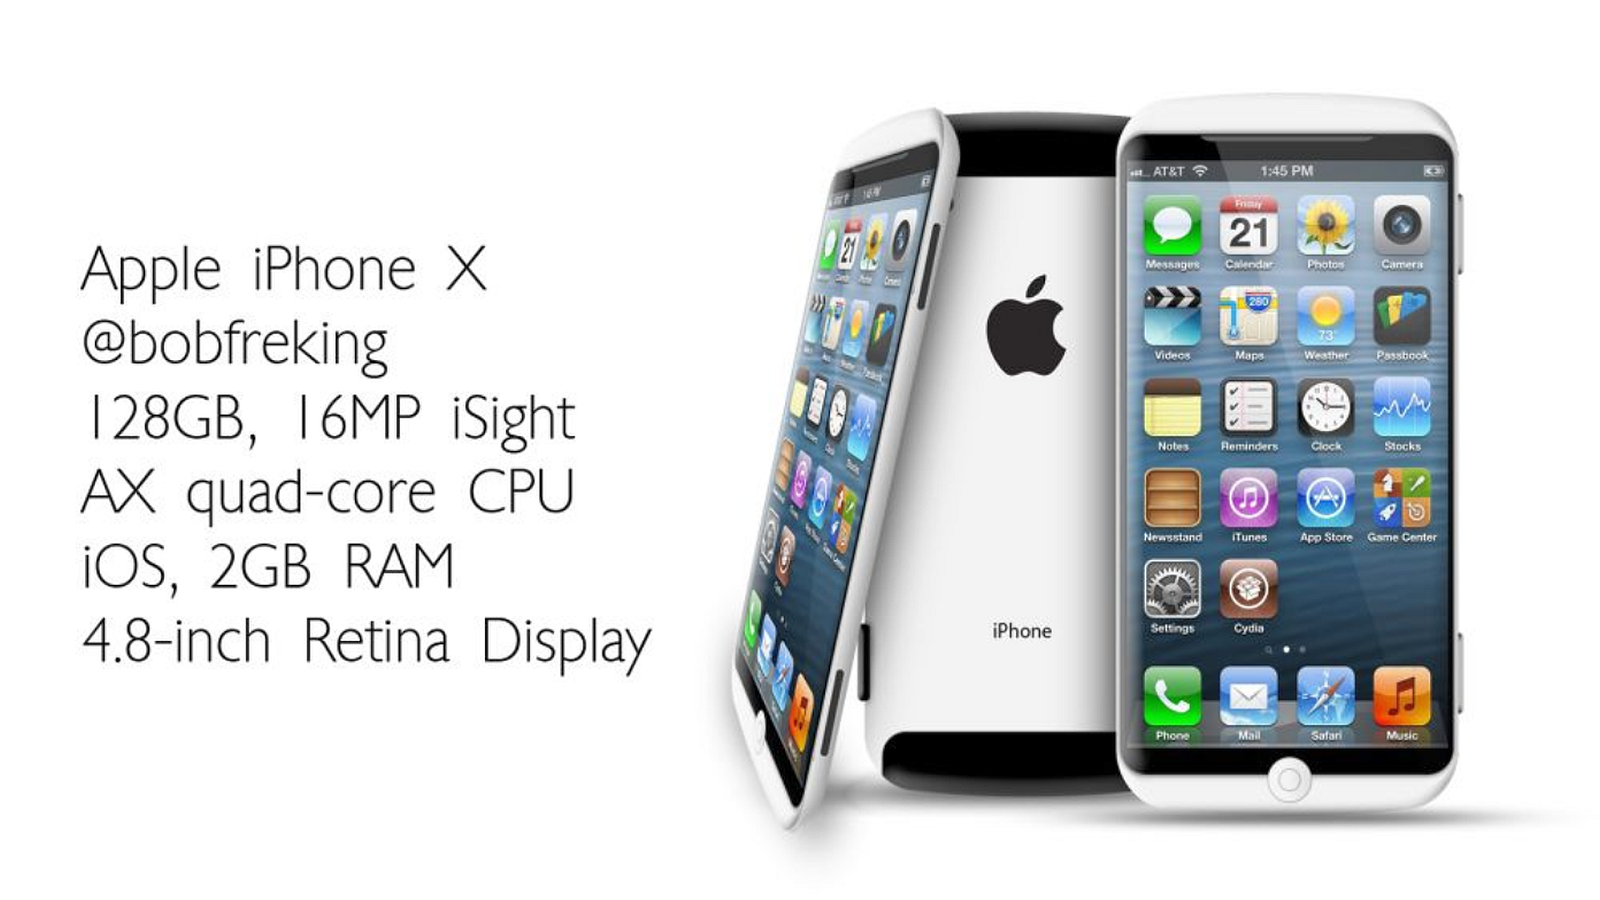 Apple iPhone X
@bobfreking
128GB, 16MP iSight
AX quad-core CPU
iOS, 2GB RAM
4.8-inch Retina Display
iPhone
AT&T 1:45 PM
Friday
21
Messages Calendar Photos Camera
280
73°
Videos Maps Weather Passbook
Notes Reminders Clock Stocks
Newsstand iTunes App Store Game Center
Settings Cydia
Phone Mail Safari Music